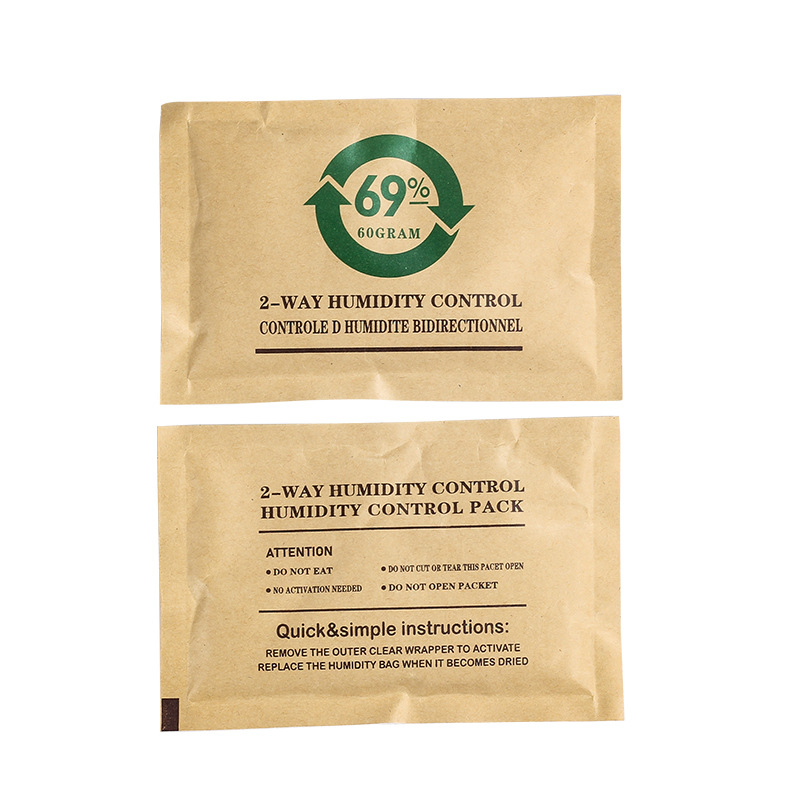 69%
60GRAM
2-WAY HUMIDITY CONTROL
CONTROLE D HUMIDITE BIDIRECTIONNEL
2-WAY HUMIDITY CONTROL
HUMIDITY CONTROL PACK
ATTENTION
• DO NOT EAT • DO NOT CUT OR TEAR THIS PACET OPEN
• NO ACTIVATION NEEDED • DO NOT OPEN PACKET
Quick&simple instructions:
REMOVE THE OUTER CLEAR WRAPPER TO ACTIVATE
REPLACE THE HUMIDITY BAG WHEN IT BECOMES DRIED